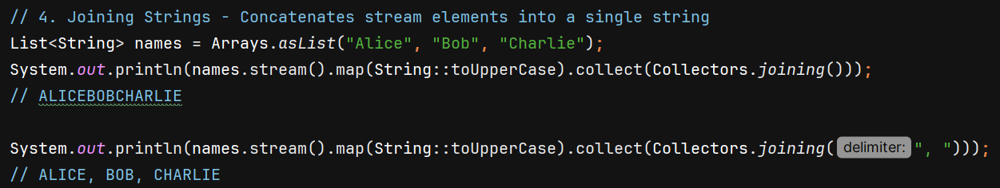 // 4. Joining Strings - Concatenates stream elements into a single string
List<String> names = Arrays.asList("Alice", "Bob", "Charlie");
System.out.println(names.stream().map(String::toUpperCase).collect(Collectors.joining()));
// ALICEBOBCHARLIE
System.out.println(names.stream().map(String::toUpperCase).collect(Collectors.joining( delimiter: ", ")));
// ALICE, BOB, CHARLIE